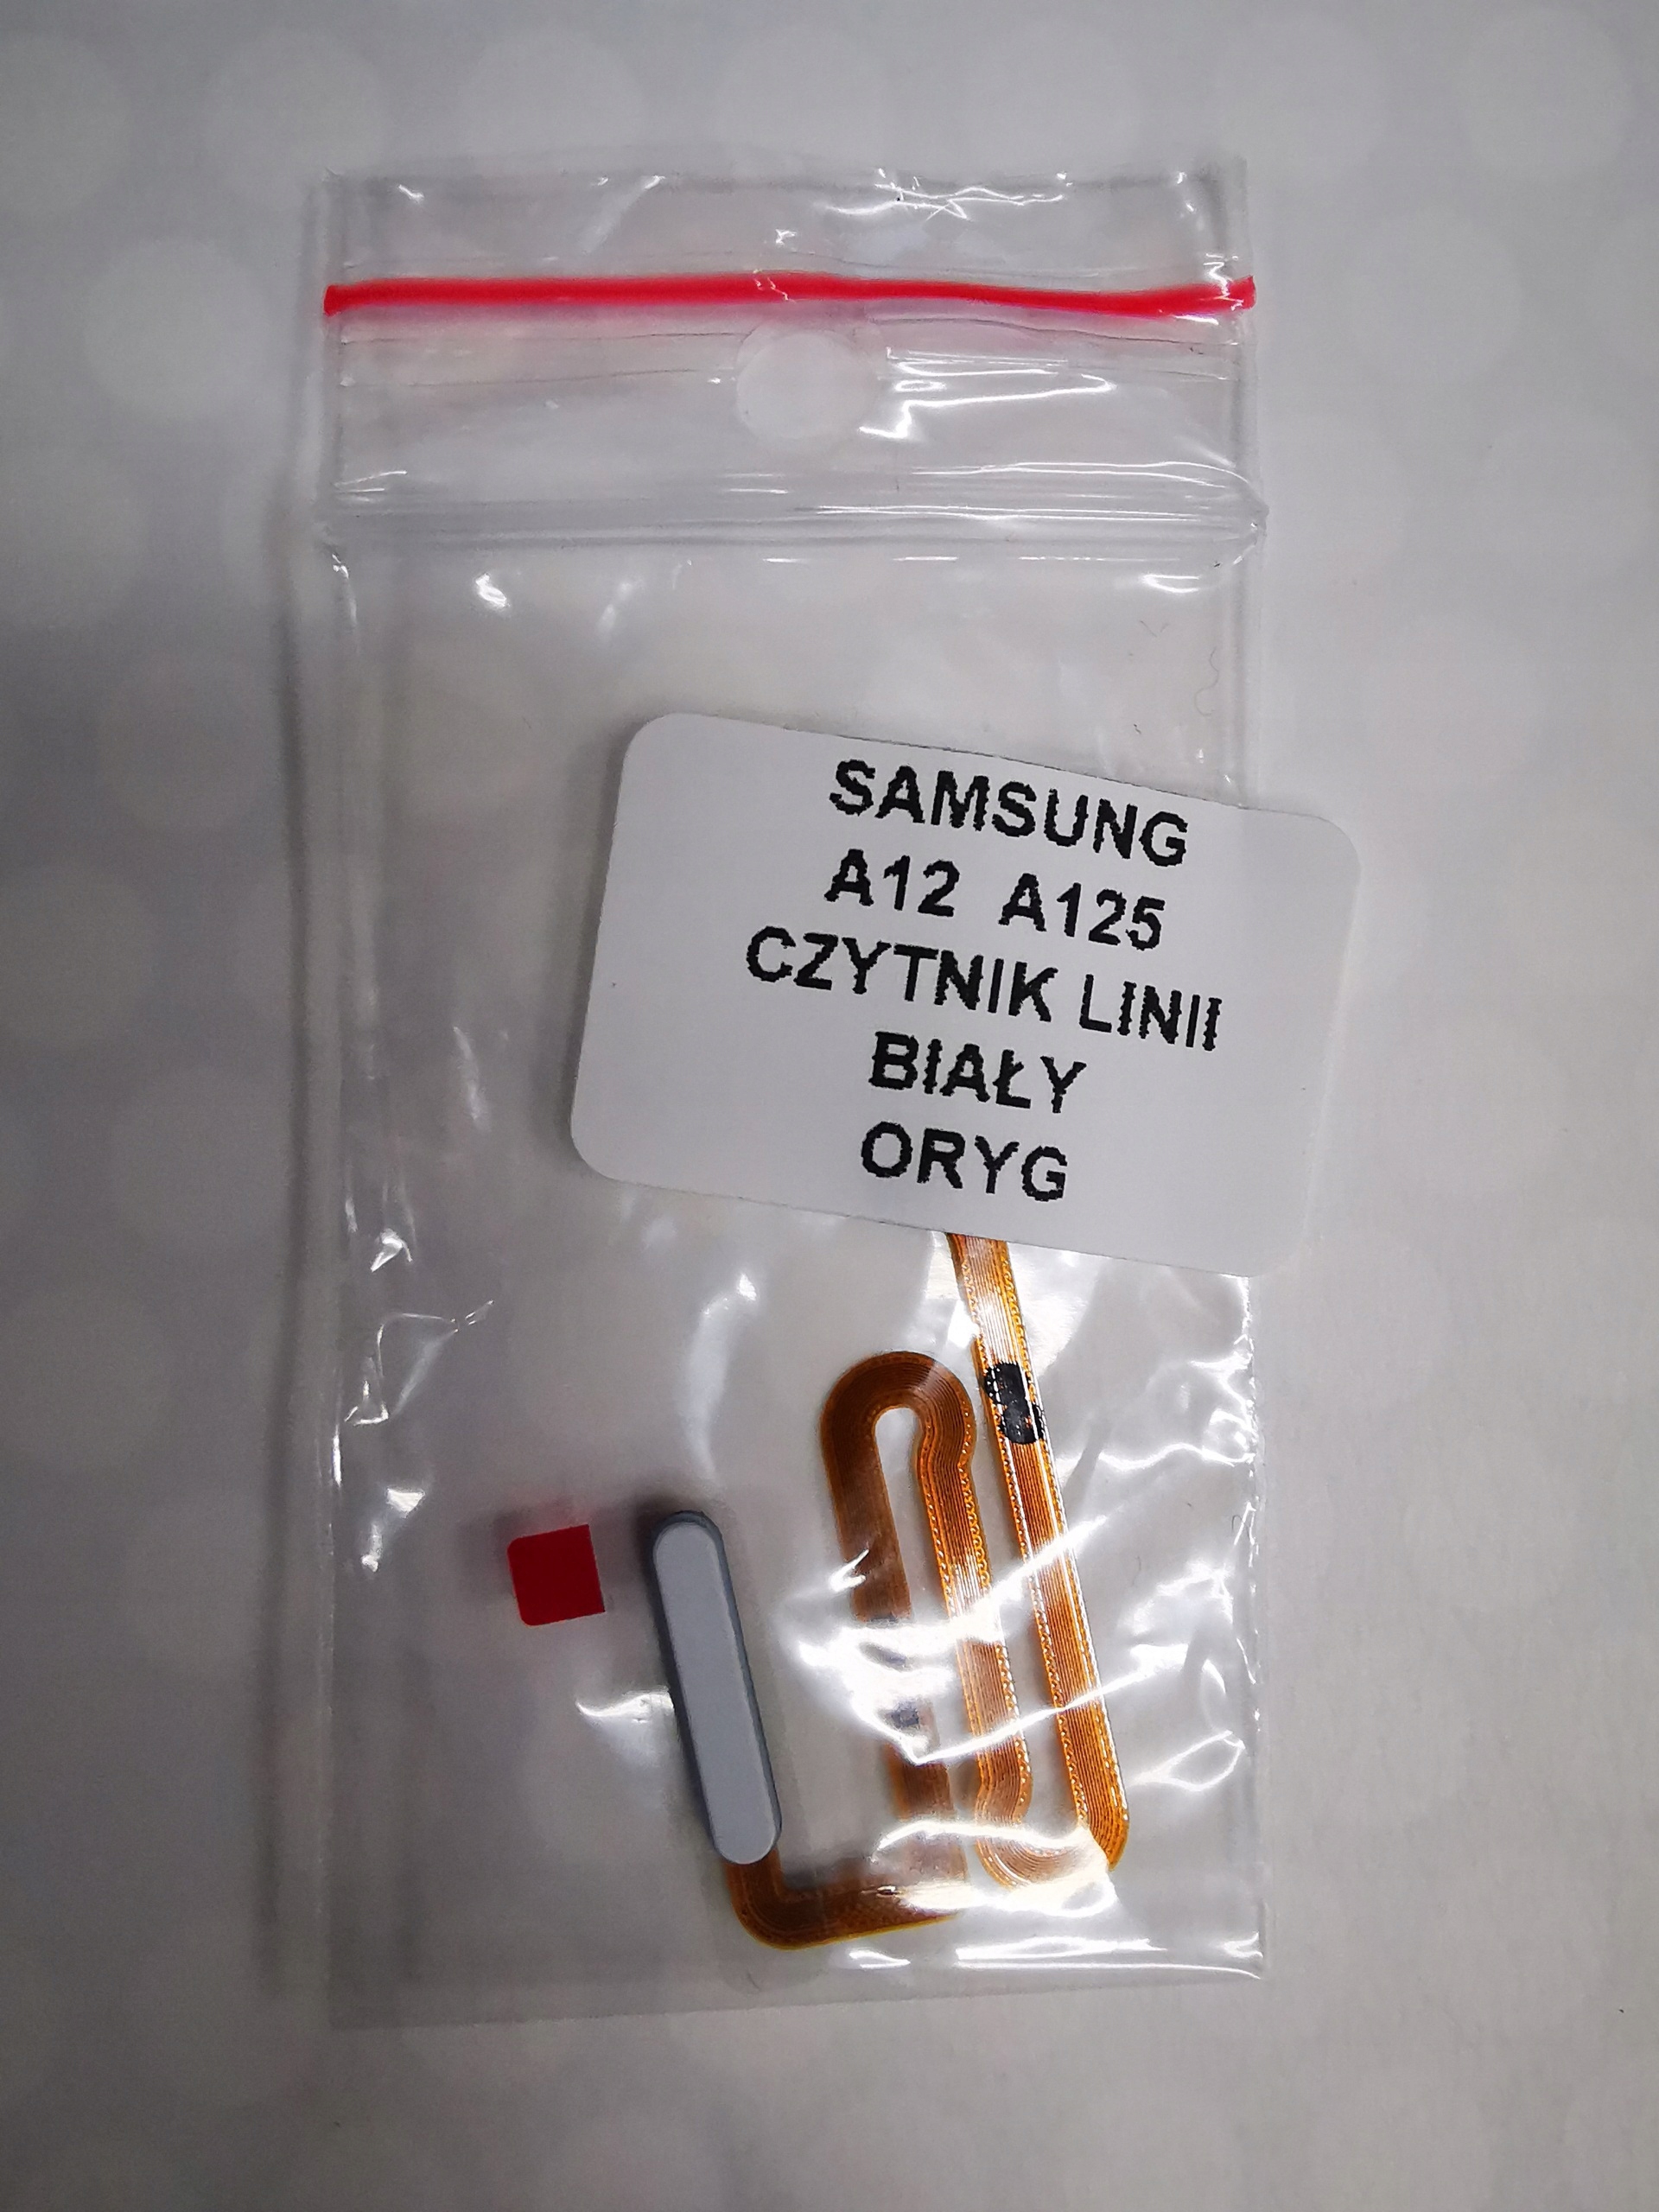 SAMSUNG
A12 A125
CZYTNIK LINII
BIAŁY
ORYG